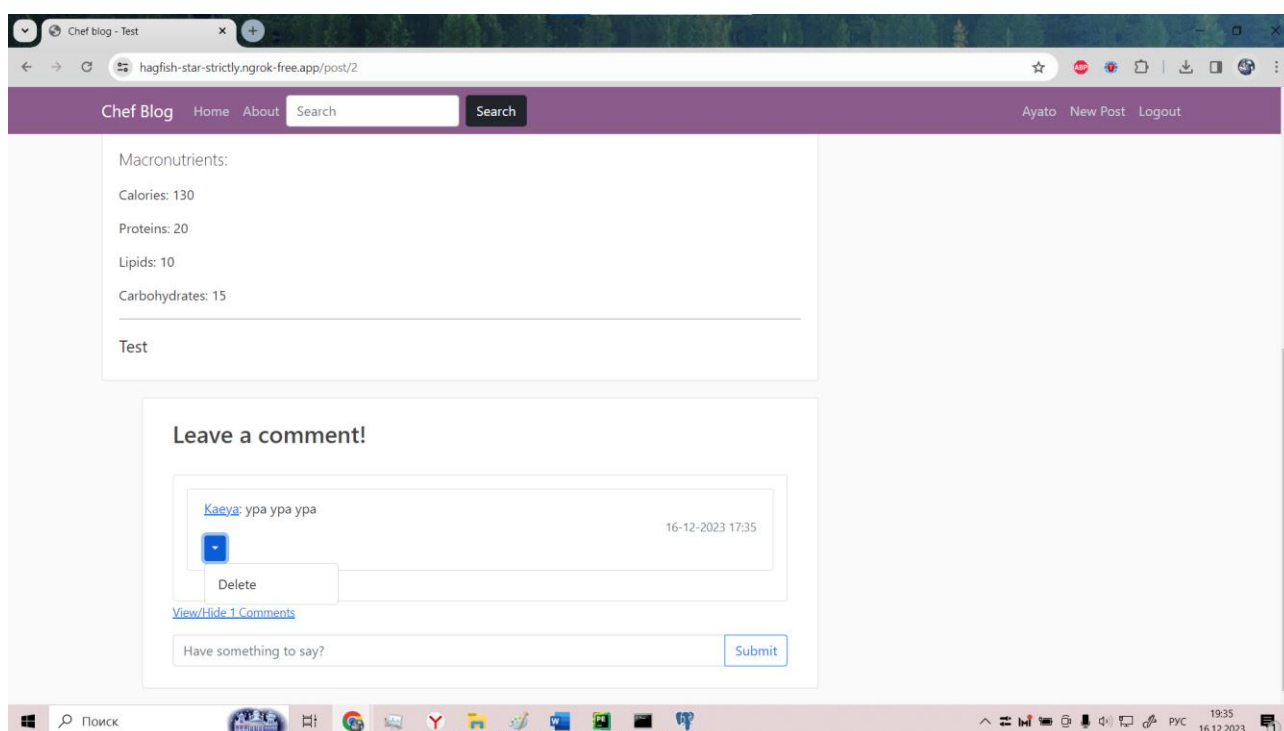 Chef blog - Test
hagfish-star-strictly.ngrok-free.app/post/2
ABP
Chef Blog Home About Search Search Ayato New Post Logout
Macronutrients:
Calories: 130
Proteins: 20
Lipids: 10
Carbohydrates: 15
Test
Leave a comment!
Kaeya: ура ура ура
16-12-2023 17:35
Delete
View/Hide 1 Comments
Have something to say? Submit
Поиск
РУС
19:35
16.12.2023